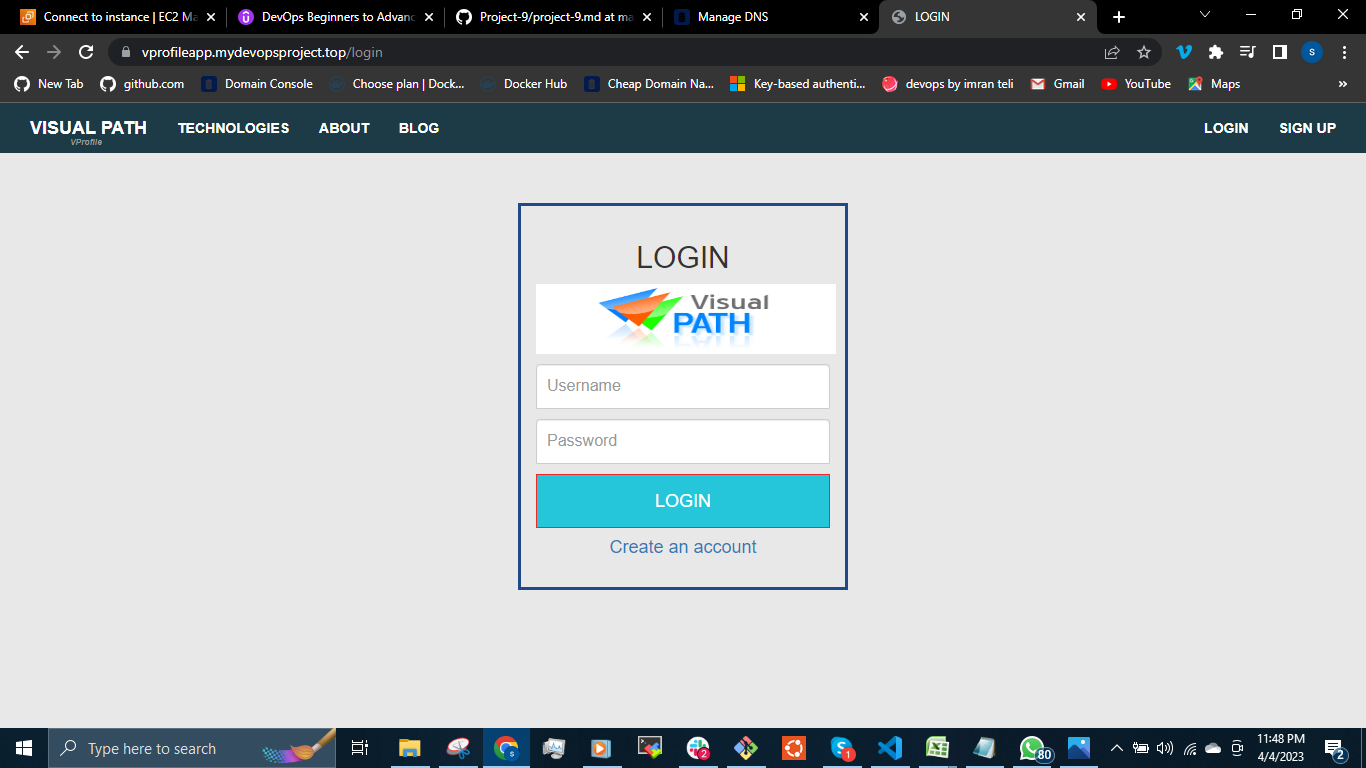 Connect to instance | EC2 Ma
DevOps Beginners to Advanc
Project-9/project-9.md at ma
Manage DNS
LOGIN
vprofileapp.mydevopsproject.top/login
S
New Tab
github.com
Domain Console
Choose plan | Dock...
Docker Hub
Cheap Domain Na...
Key-based authenti...
devops by imran teli
Gmail
YouTube
Maps
»
VISUAL PATH
VProfile
TECHNOLOGIES
ABOUT
BLOG
LOGIN
SIGN UP
LOGIN
Visual
PATH
Username
Password
LOGIN
Create an account
Type here to search
S
2
1
80
11:48 PM
4/4/2023
2